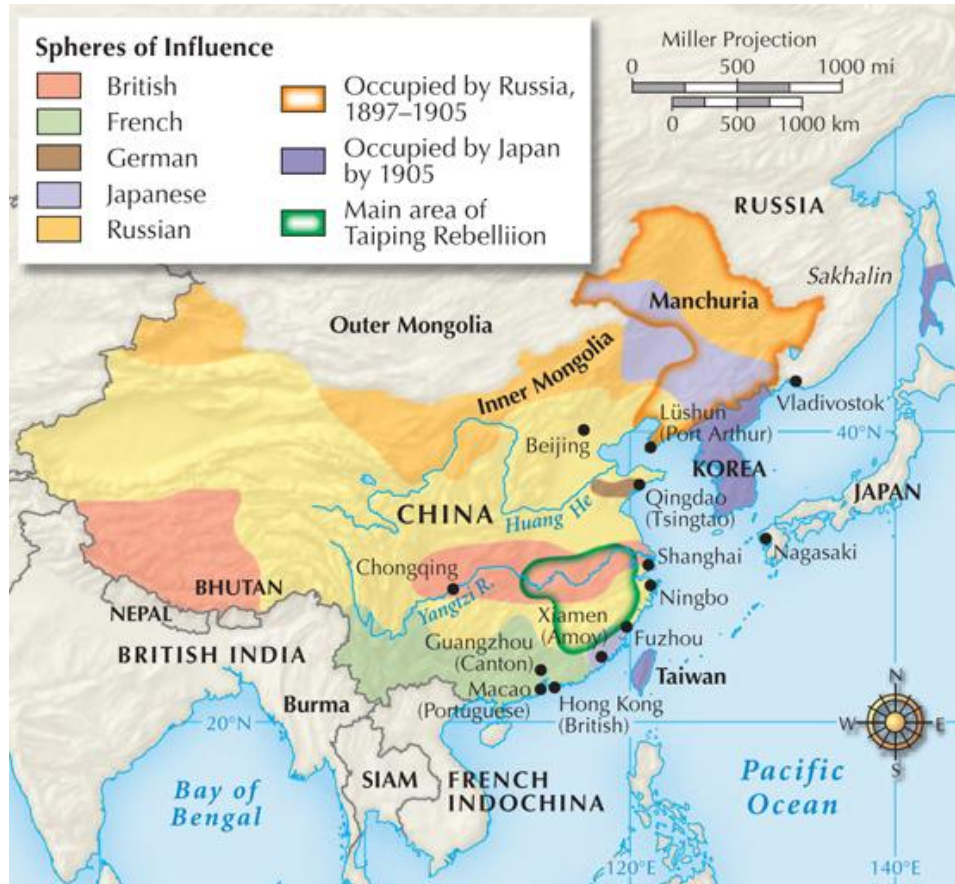 Spheres of Influence
British
French
German
Japanese
Russian
Occupied by Russia,
1897–1905
Occupied by Japan
by 1905
Main area of
Taiping Rebelliion
Miller Projection
0 500 1000 mi
0 500 1000 km
RUSSIA
Sakhalin
Manchuria
Outer Mongolia
Inner Mongolia
Vladivostok
Lüshun
(Port Arthur)
40°N
Beijing
KOREA
JAPAN
Qingdao
(Tsingtao)
CHINA
Huang He
Nagasaki
Shanghai
Chongqing
Yangtzi R.
Ningbo
BHUTAN
NEPAL
Xiamen
(Amoy)
Fuzhou
Guangzhou
(Canton)
BRITISH INDIA
Taiwan
Macao
(Portuguese)
Hong Kong
(British)
Burma
20°N
N
W
E
S
SIAM
FRENCH
INDOCHINA
Bay of
Bengal
Pacific
Ocean
120°E
140°E